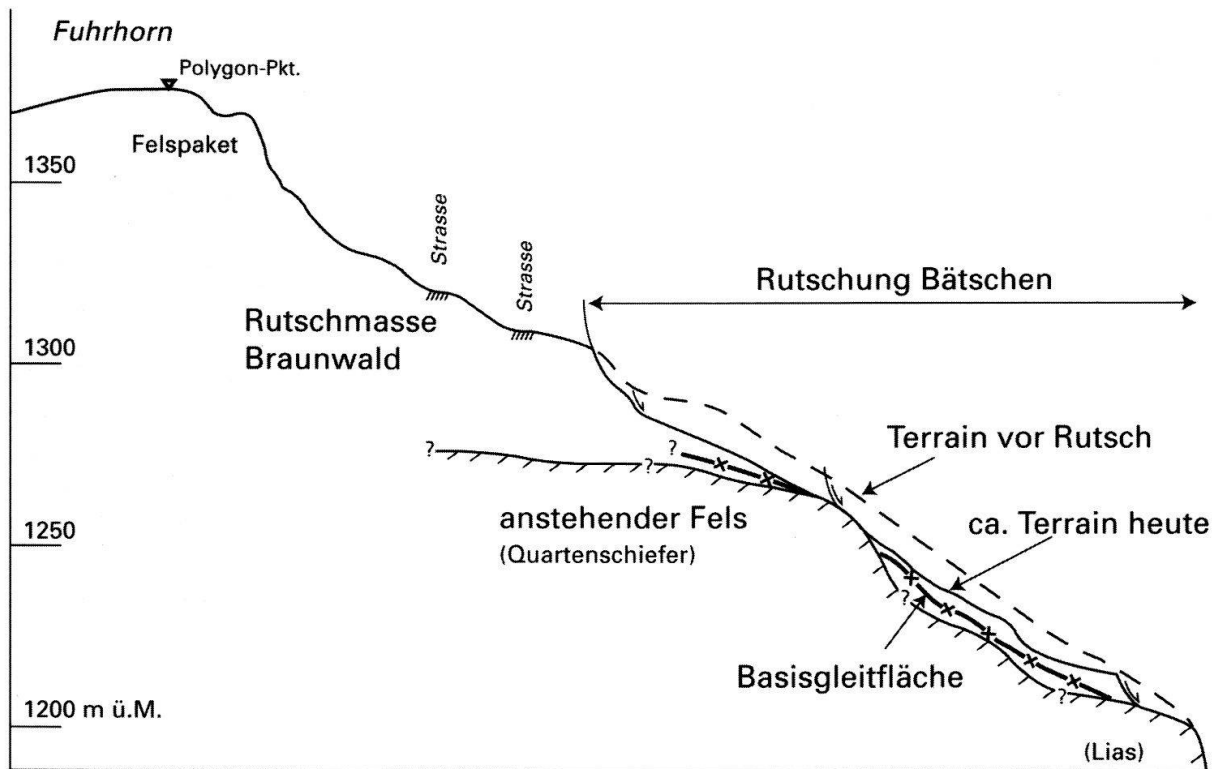 Fuhrhorn
Polygon-Pkt.
Felspaket
1350
Strasse
Strasse
Rutschung Bätschen
Rutschmasse
Braunwald
1300
Terrain vor Rutsch
?
?
?
anstehender Fels
(Quartenschiefer)
ca. Terrain heute
1250
?
Basisgleitfläche
?
1200 m ü.M.
(Lias)